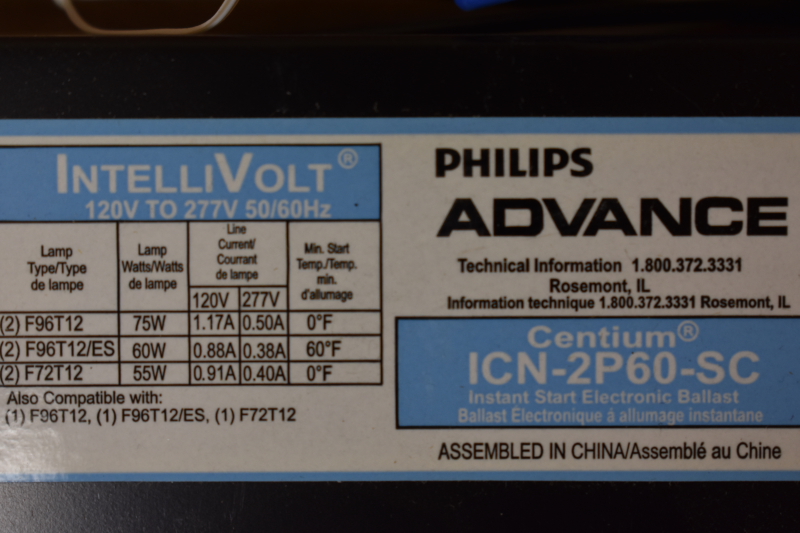 INTELLIVOLT®
120V TO 277V 50/60Hz
Lamp Type/Type de lampe
Lamp Watts/Watts de lampe
Line Current/ Courrant de lampe
Min. Start Temp./Temp. min. d'allumage
120V 277V
(2) F96T12 75W 1.17A 0.50A 0°F
(2) F96T12/ES 60W 0.88A 0.38A 60°F
(2) F72T12 55W 0.91A 0.40A 0°F
Also Compatible with:
(1) F96T12, (1) F96T12/ES, (1) F72T12
PHILIPS
ADVANCE
Technical Information 1.800.372.3331
Rosemont, IL
Information technique 1.800.372.3331 Rosemont, IL
Centium®
ICN-2P60-SC
Instant Start Electronic Ballast
Ballast Électronique à allumage instantane
ASSEMBLED IN CHINA/Assemblé au Chine